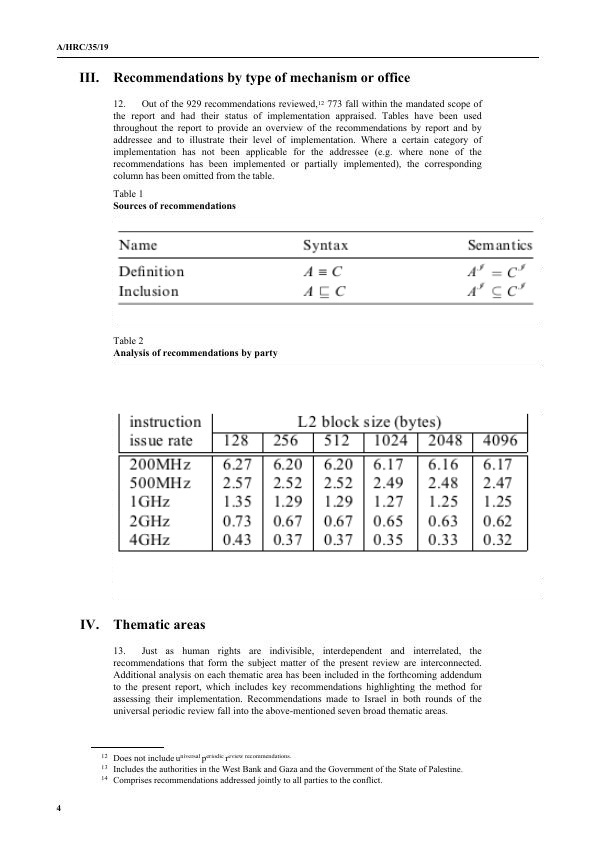 A/HRC/35/19
III. Recommendations by type of mechanism or office
12. Out of the 929 recommendations reviewed,12 773 fall within the mandated scope of
the report and had their status of implementation appraised. Tables have been used
throughout the report to provide an overview of the recommendations by report and by
addressee and to illustrate their level of implementation. Where a certain category of
implementation has not been applicable for the addressee (e.g. where none of the
recommendations has been implemented or partially implemented), the corresponding
column has been omitted from the table.
Table 1
Sources of recommendations
Name Syntax Semantics
Definition A ≡ C A^ℐ = C^ℐ
Inclusion A ⊑ C A^ℐ ⊆ C^ℐ
Table 2
Analysis of recommendations by party
instruction L2 block size (bytes)
issue rate 128 256 512 1024 2048 4096
200MHz 6.27 6.20 6.20 6.17 6.16 6.17
500MHz 2.57 2.52 2.52 2.49 2.48 2.47
1GHz 1.35 1.29 1.29 1.27 1.25 1.25
2GHz 0.73 0.67 0.67 0.65 0.63 0.62
4GHz 0.43 0.37 0.37 0.35 0.33 0.32
IV. Thematic areas
13. Just as human rights are indivisible, interdependent and interrelated, the
recommendations that form the subject matter of the present review are interconnected.
Additional analysis on each thematic area has been included in the forthcoming addendum
to the present report, which includes key recommendations highlighting the method for
assessing their implementation. Recommendations made to Israel in both rounds of the
universal periodic review fall into the above-mentioned seven broad thematic areas.
12 Does not include universal periodic review recommendations.
13 Includes the authorities in the West Bank and Gaza and the Government of the State of Palestine.
14 Comprises recommendations addressed jointly to all parties to the conflict.
4